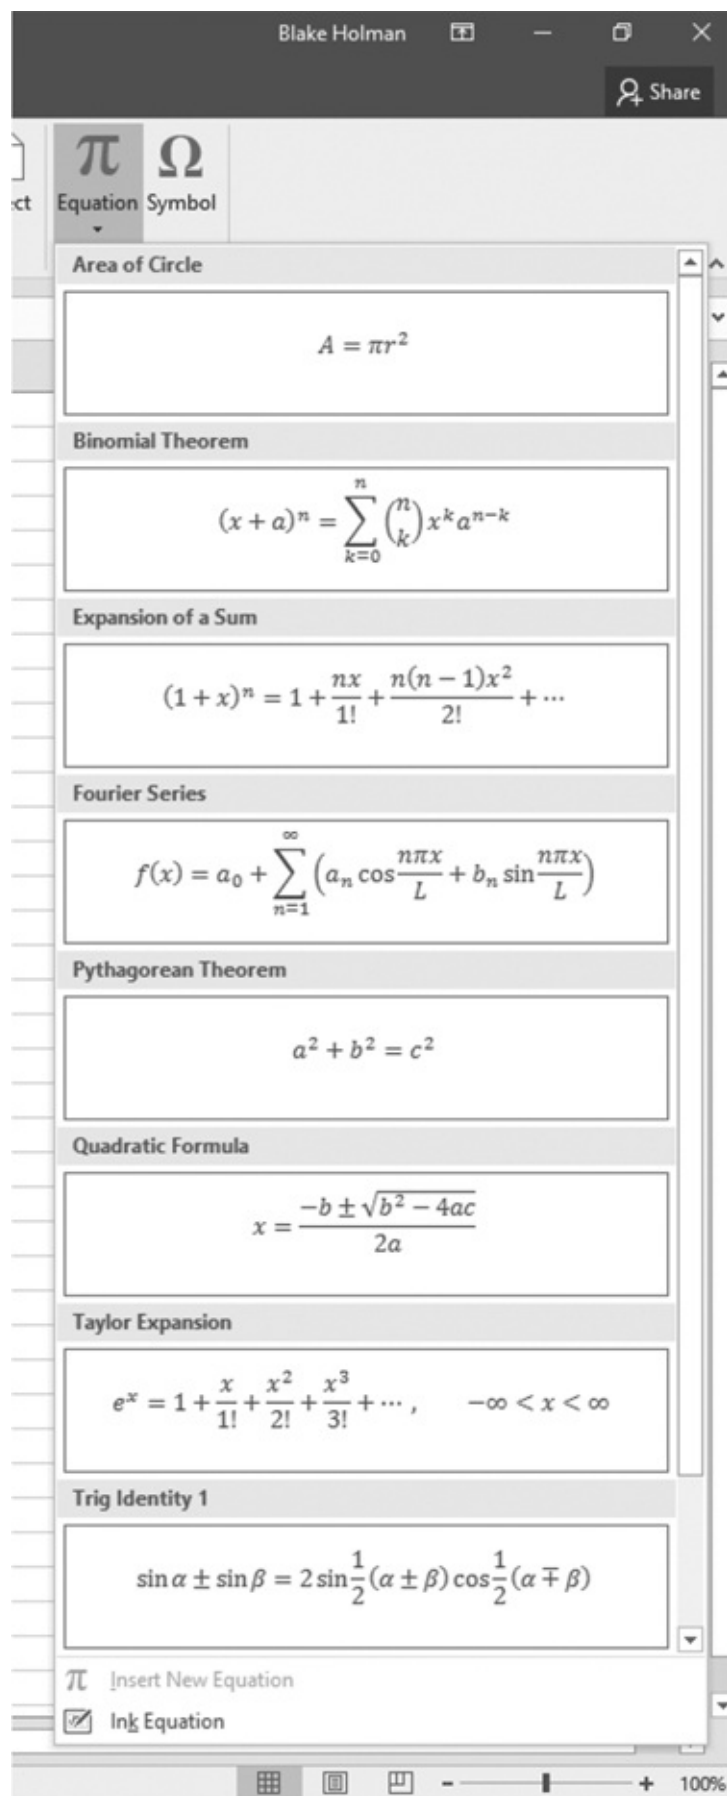 Blake Holman
Share
ct
π Ω
Equation Symbol
Area of Circle
A = πr²
Binomial Theorem
(x + a)ⁿ = ∑ₖ₌₀ⁿ (n k) xᵏaⁿ⁻ᵏ
Expansion of a Sum
(1 + x)ⁿ = 1 + nx/1! + n(n − 1)x²/2! + ⋯
Fourier Series
f(x) = a₀ + ∑ₙ₌₁^∞ (aₙ cos nπx/L + bₙ sin nπx/L)
Pythagorean Theorem
a² + b² = c²
Quadratic Formula
x = (−b ± √(b² − 4ac))/2a
Taylor Expansion
eˣ = 1 + x/1! + x²/2! + x³/3! + ⋯ , −∞ < x < ∞
Trig Identity 1
sin α ± sin β = 2 sin 1/2 (α ± β) cos 1/2 (α ∓ β)
π Insert New Equation
Ink Equation
− + 100%